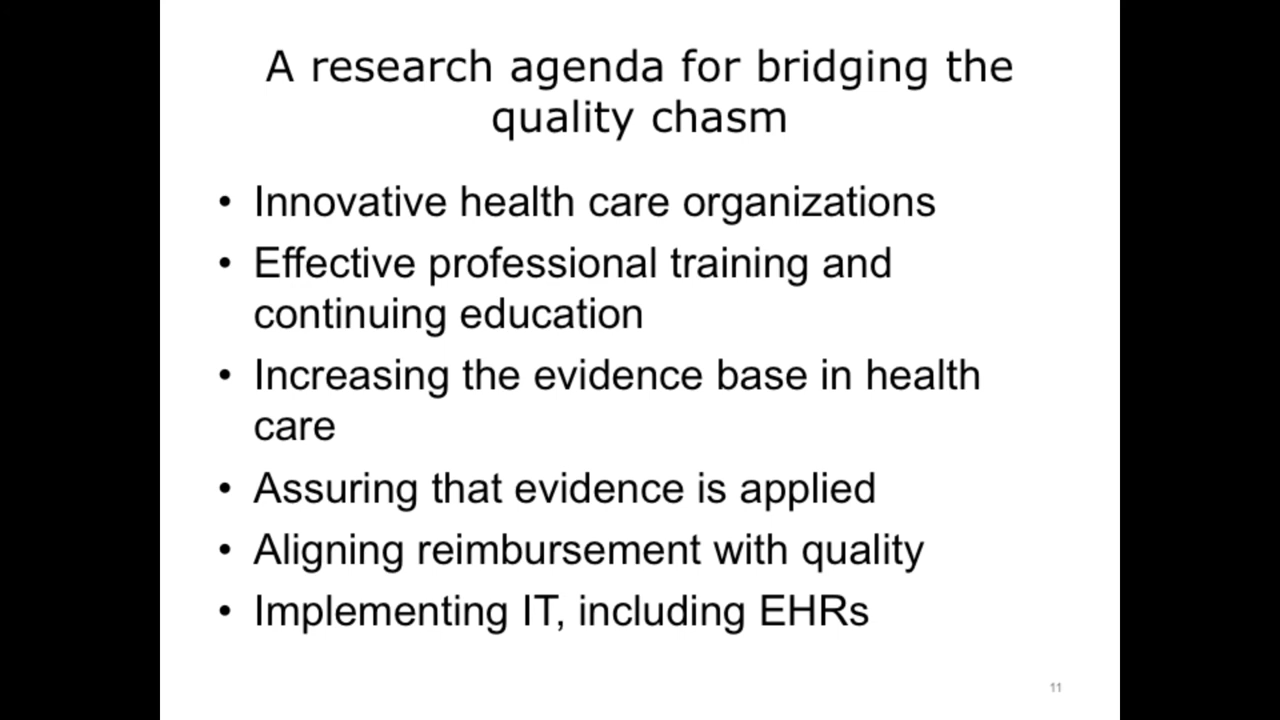 A research agenda for bridging the
quality chasm
• Innovative health care organizations
• Effective professional training and
continuing education
• Increasing the evidence base in health
care
• Assuring that evidence is applied
• Aligning reimbursement with quality
• Implementing IT, including EHRs
11